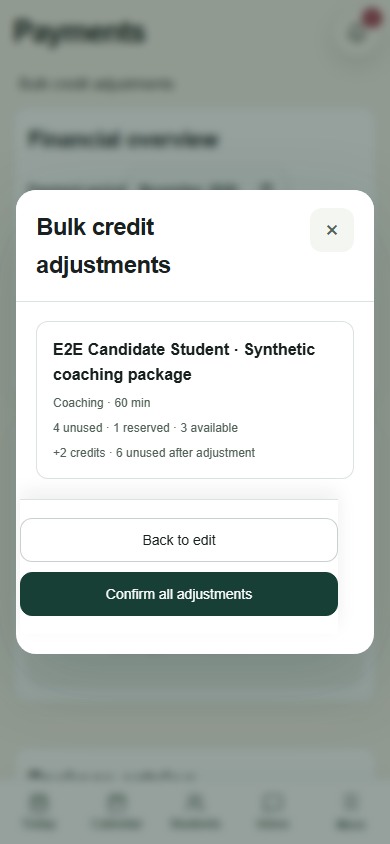 Payments
Bulk credit adjustments
Financial overview
Bulk credit
adjustments
E2E Candidate Student · Synthetic
coaching package
Coaching · 60 min
4 unused · 1 reserved · 3 available
+2 credits · 6 unused after adjustment
Back to edit
Confirm all adjustments